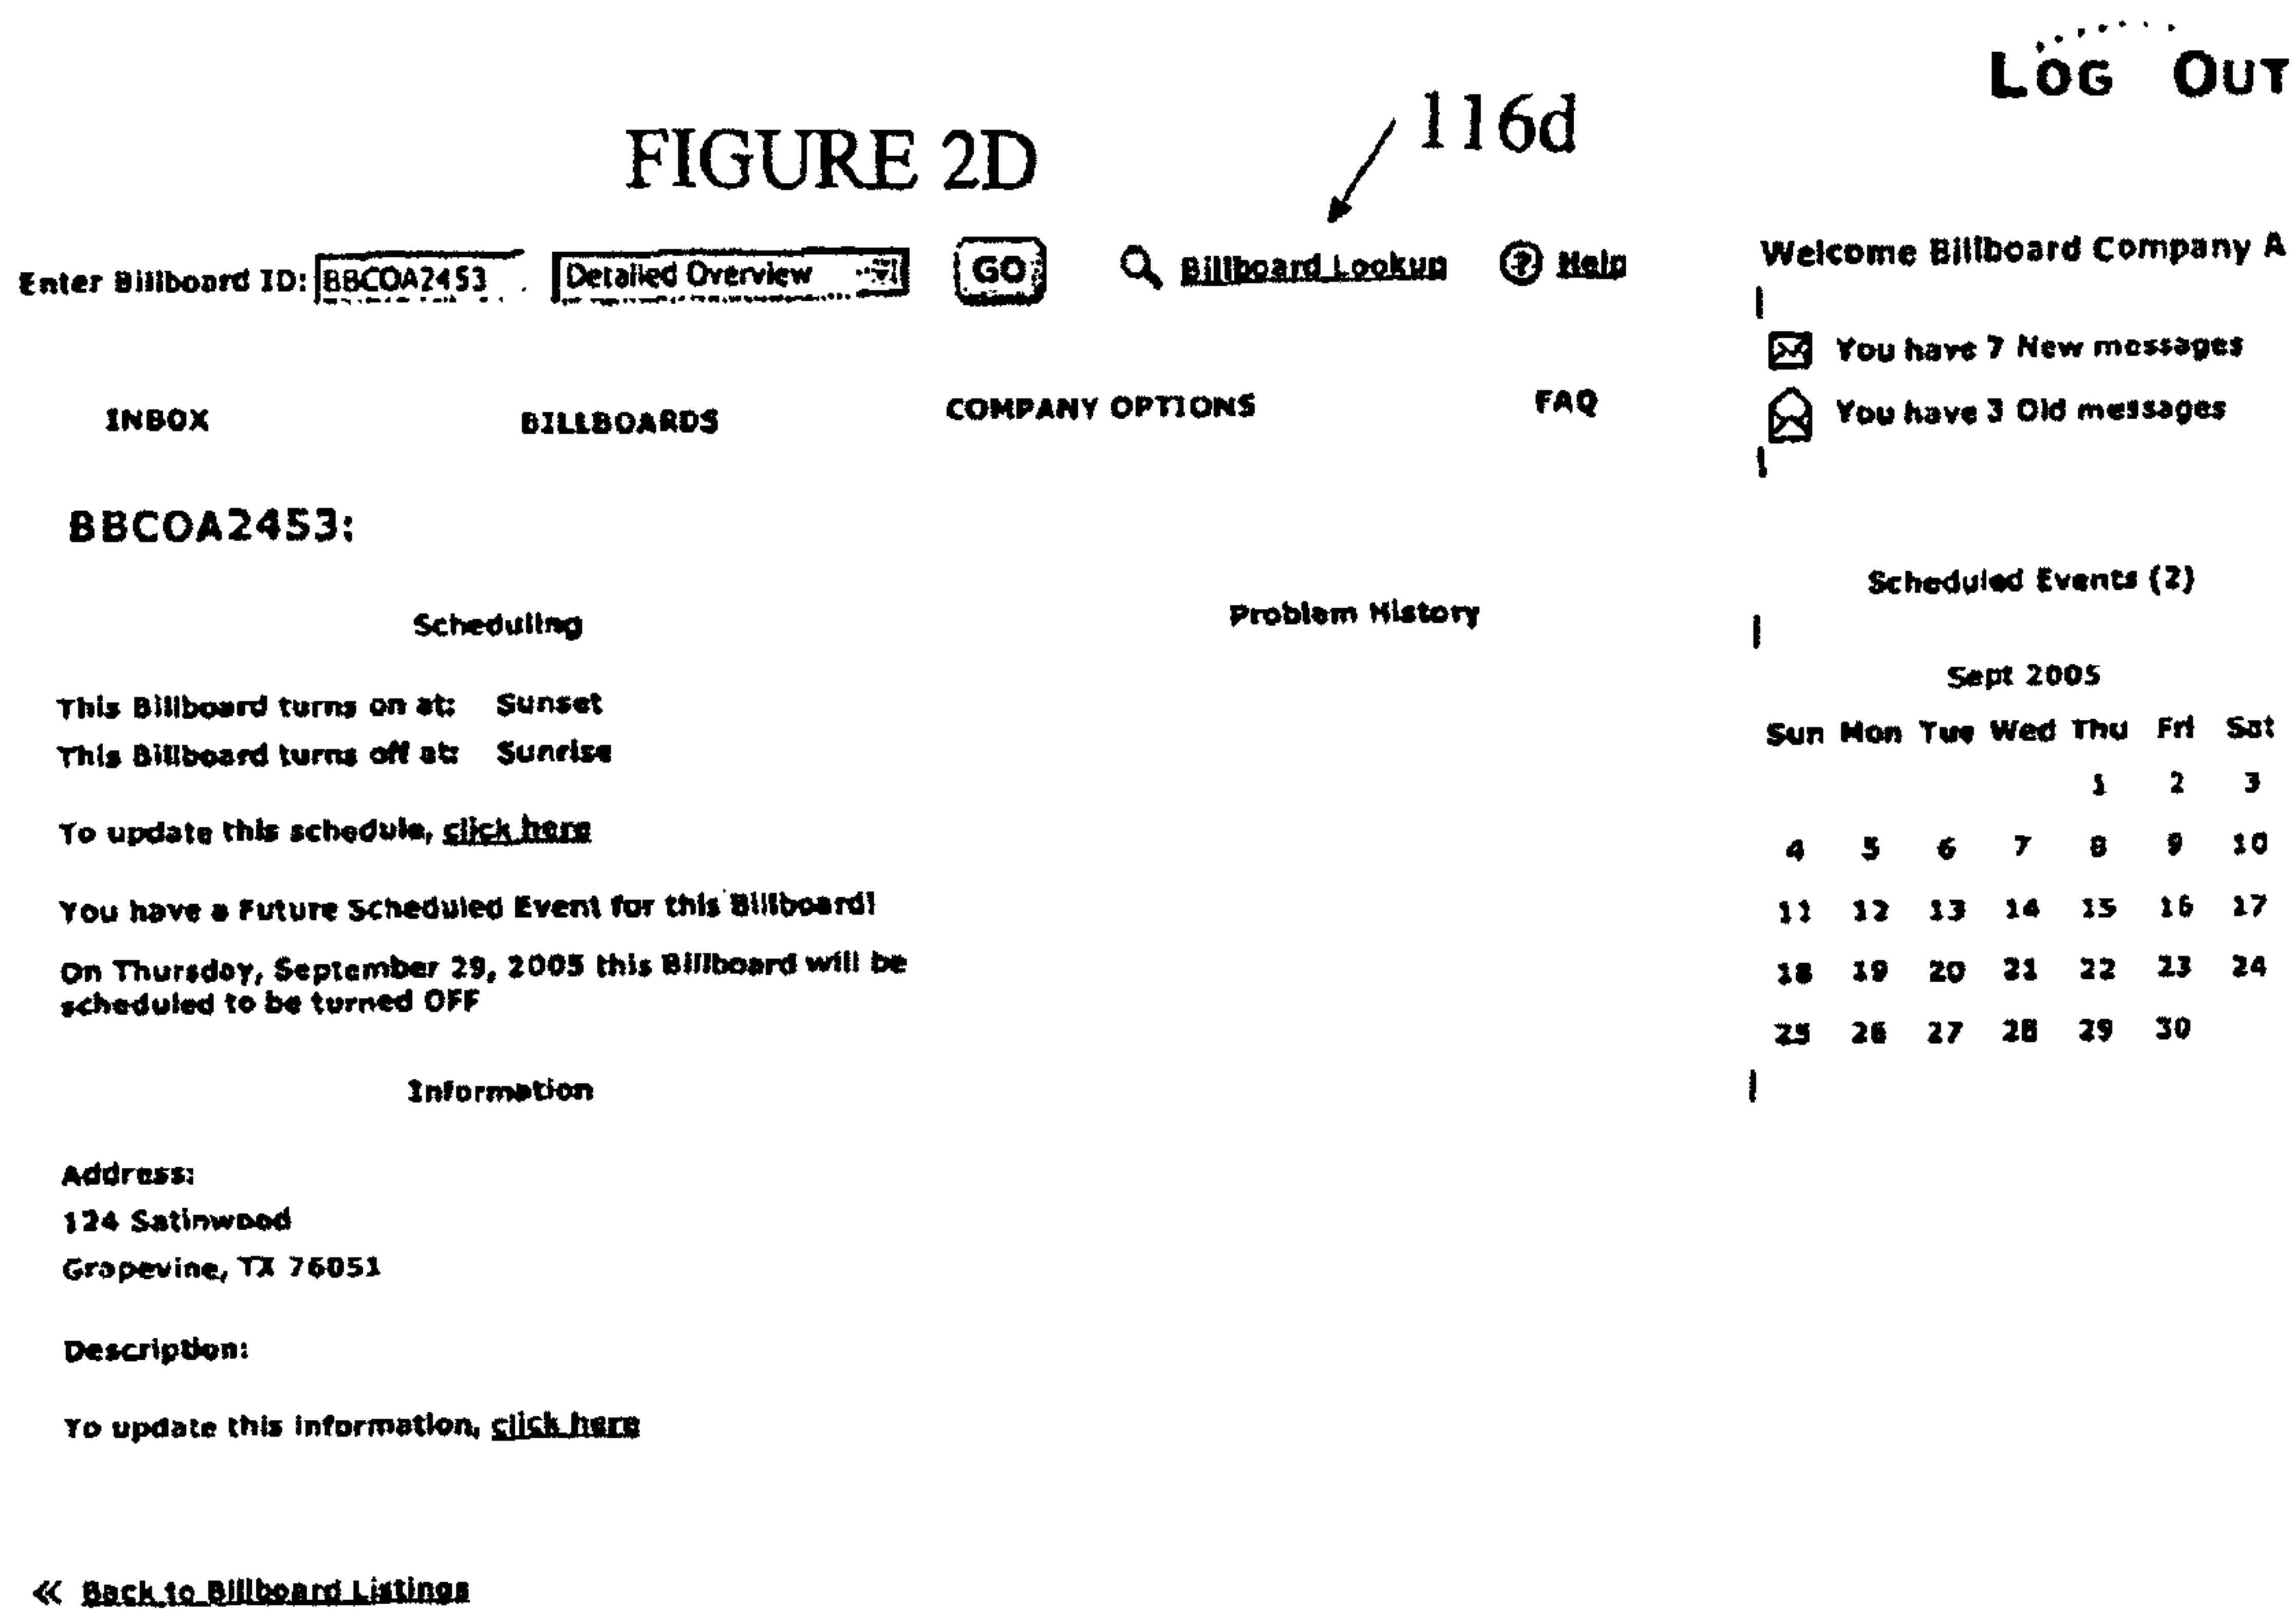 LOG OUT
FIGURE 2D
116d
Enter Billboard ID: BBCOA2453 Detailed Overview GO Billboard Lookup Help
Welcome Billboard Company A
You have 7 New messages
You have 3 Old messages
INBOX BILLBOARDS COMPANY OPTIONS FAQ
BBCOA2453:
Scheduling
This Billboard turns on at: Sunset
This Billboard turns off at: Sunrise
To update this schedule, click here
You have a Future Scheduled Event for this Billboard!
On Thursday, September 29, 2005 this Billboard will be
scheduled to be turned OFF
Information
Address:
124 Satinwood
Grapevine, TX 76051
Description:
To update this information, click here
Problem History
Scheduled Events (2)
Sept 2005
Sun Mon Tue Wed Thu Fri Sat
1 2 3
4 5 6 7 8 9 10
11 12 13 14 15 16 17
18 19 20 21 22 23 24
25 26 27 28 29 30
« Back to Billboard Listings